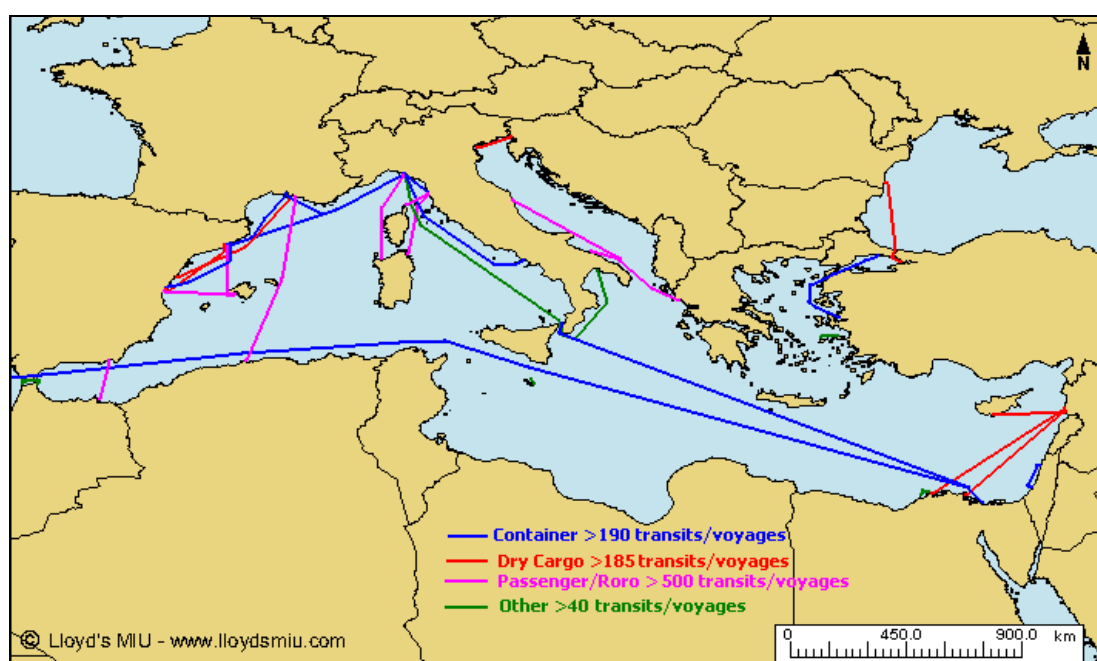 N
Container >190 transits/voyages
Dry Cargo >185 transits/voyages
Passenger/Roro > 500 transits/voyages
Other >40 transits/voyages
© Lloyd's MIU - www.lloydsmiu.com
0 450.0 900.0 km